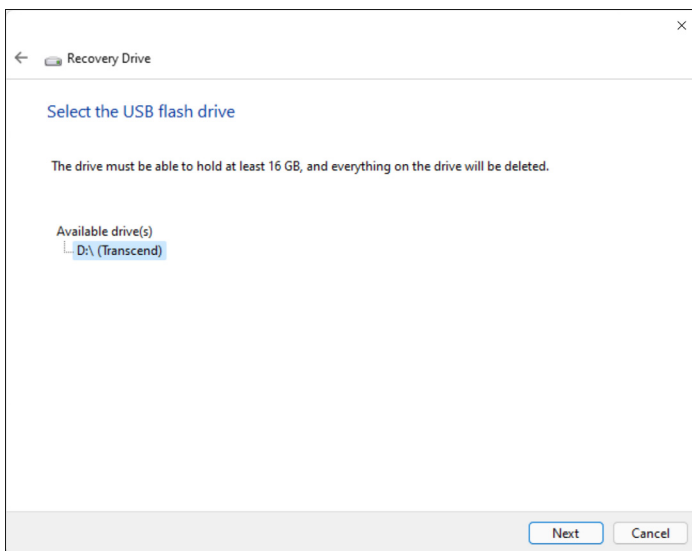 Recovery Drive
Select the USB flash drive
The drive must be able to hold at least 16 GB, and everything on the drive will be deleted.
Available drive(s)
D:\ (Transcend)
Next Cancel